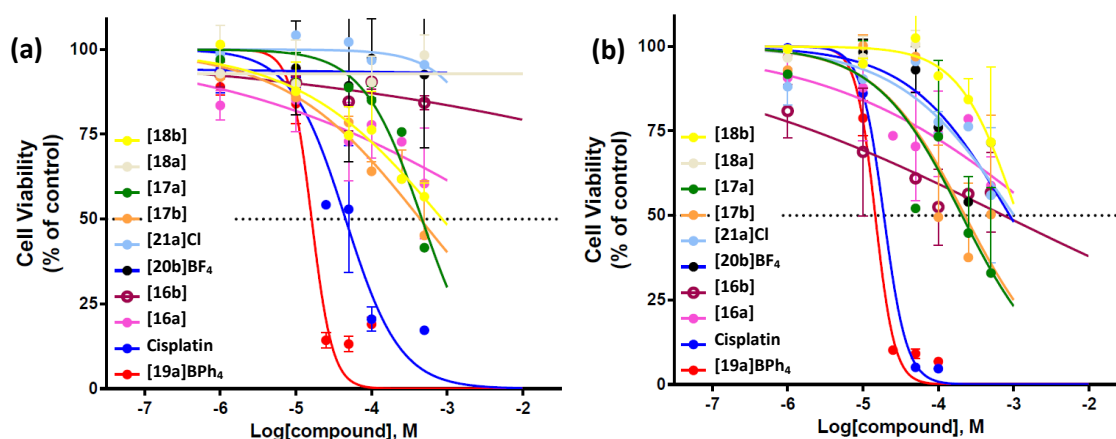 (a)
Cell Viability
(% of control)
100
75
50
25
0
[18b]
[18a]
[17a]
[17b]
[21a]Cl
[20b]BF₄
[16b]
[16a]
Cisplatin
[19a]BPh₄
-7 -6 -5 -4 -3 -2
Log[compound], M
(b)
Cell Viability
(% of control)
100
75
50
25
0
[18b]
[18a]
[17a]
[17b]
[21a]Cl
[20b]BF₄
[16b]
[16a]
Cisplatin
[19a]BPh₄
-7 -6 -5 -4 -3 -2
Log[compound], M